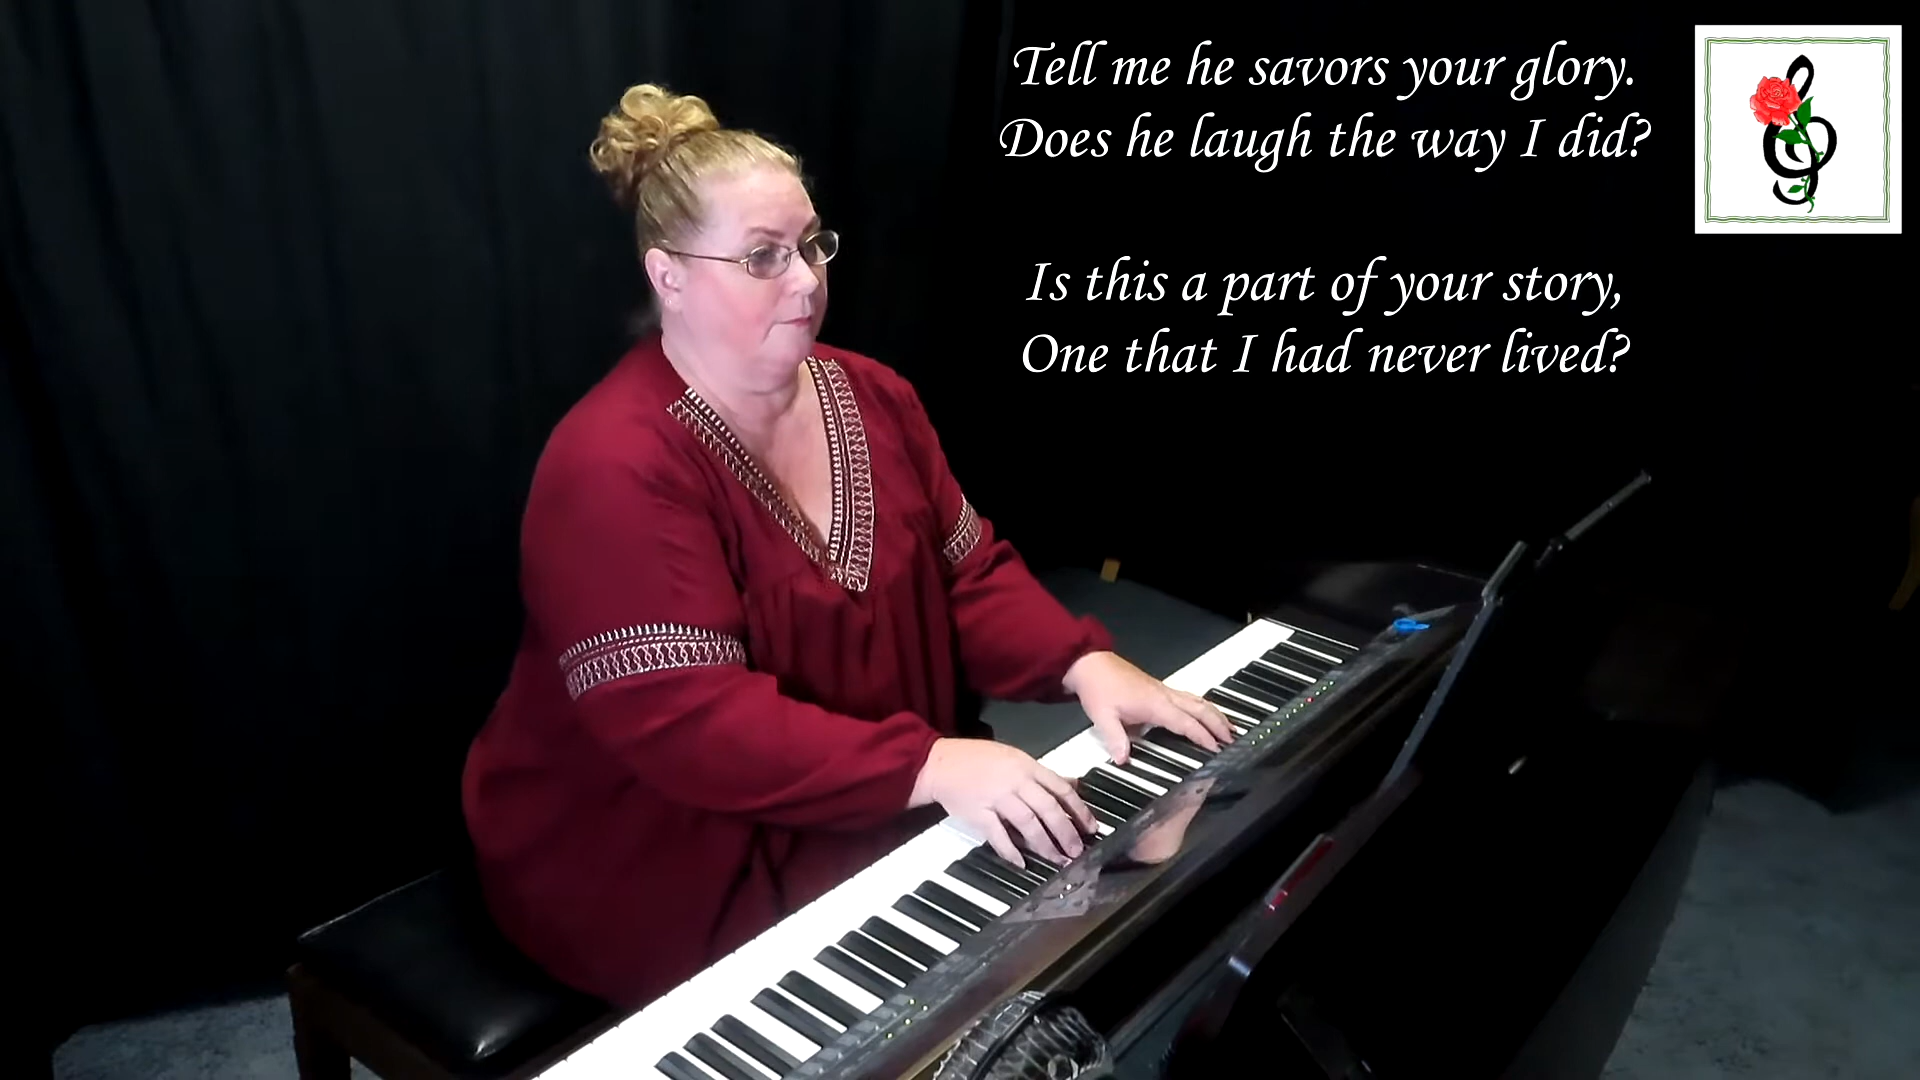 Tell me he savors your glory.
Does he laugh the way I did?
Is this a part of your story,
One that I had never lived?